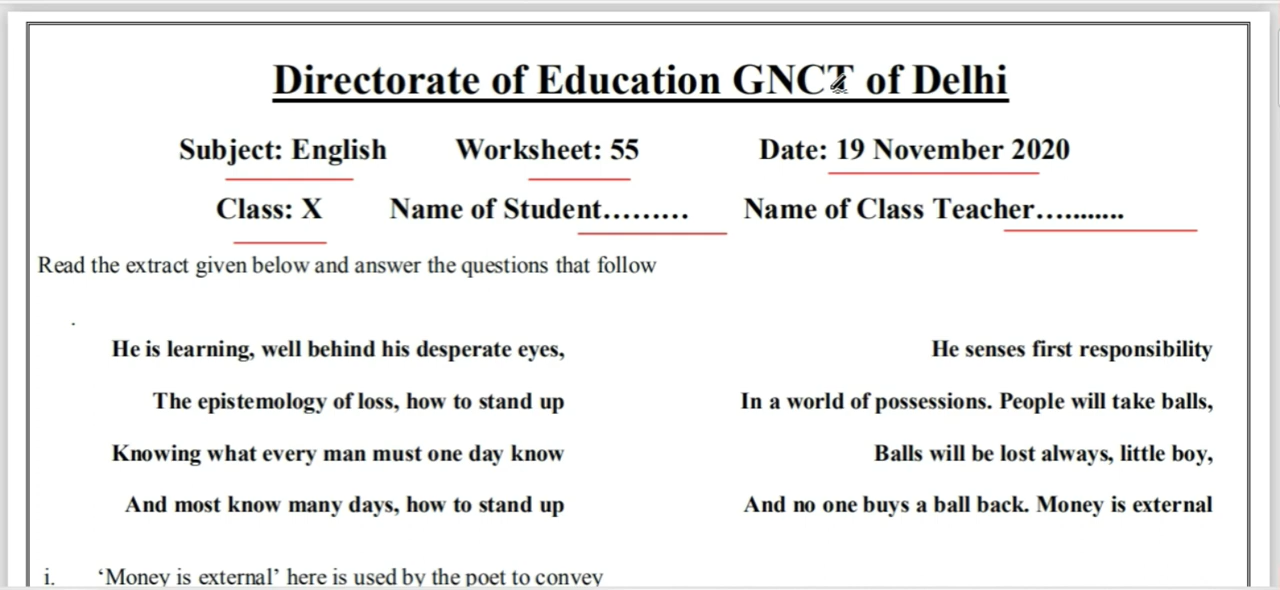 Directorate of Education GNCT of Delhi
Subject: English Worksheet: 55 Date: 19 November 2020
Class: X Name of Student……… Name of Class Teacher….......
Read the extract given below and answer the questions that follow
.
He is learning, well behind his desperate eyes,
The epistemology of loss, how to stand up
Knowing what every man must one day know
And most know many days, how to stand up
He senses first responsibility
In a world of possessions. People will take balls,
Balls will be lost always, little boy,
And no one buys a ball back. Money is external
i. ‘Money is external’ here is used by the poet to convey